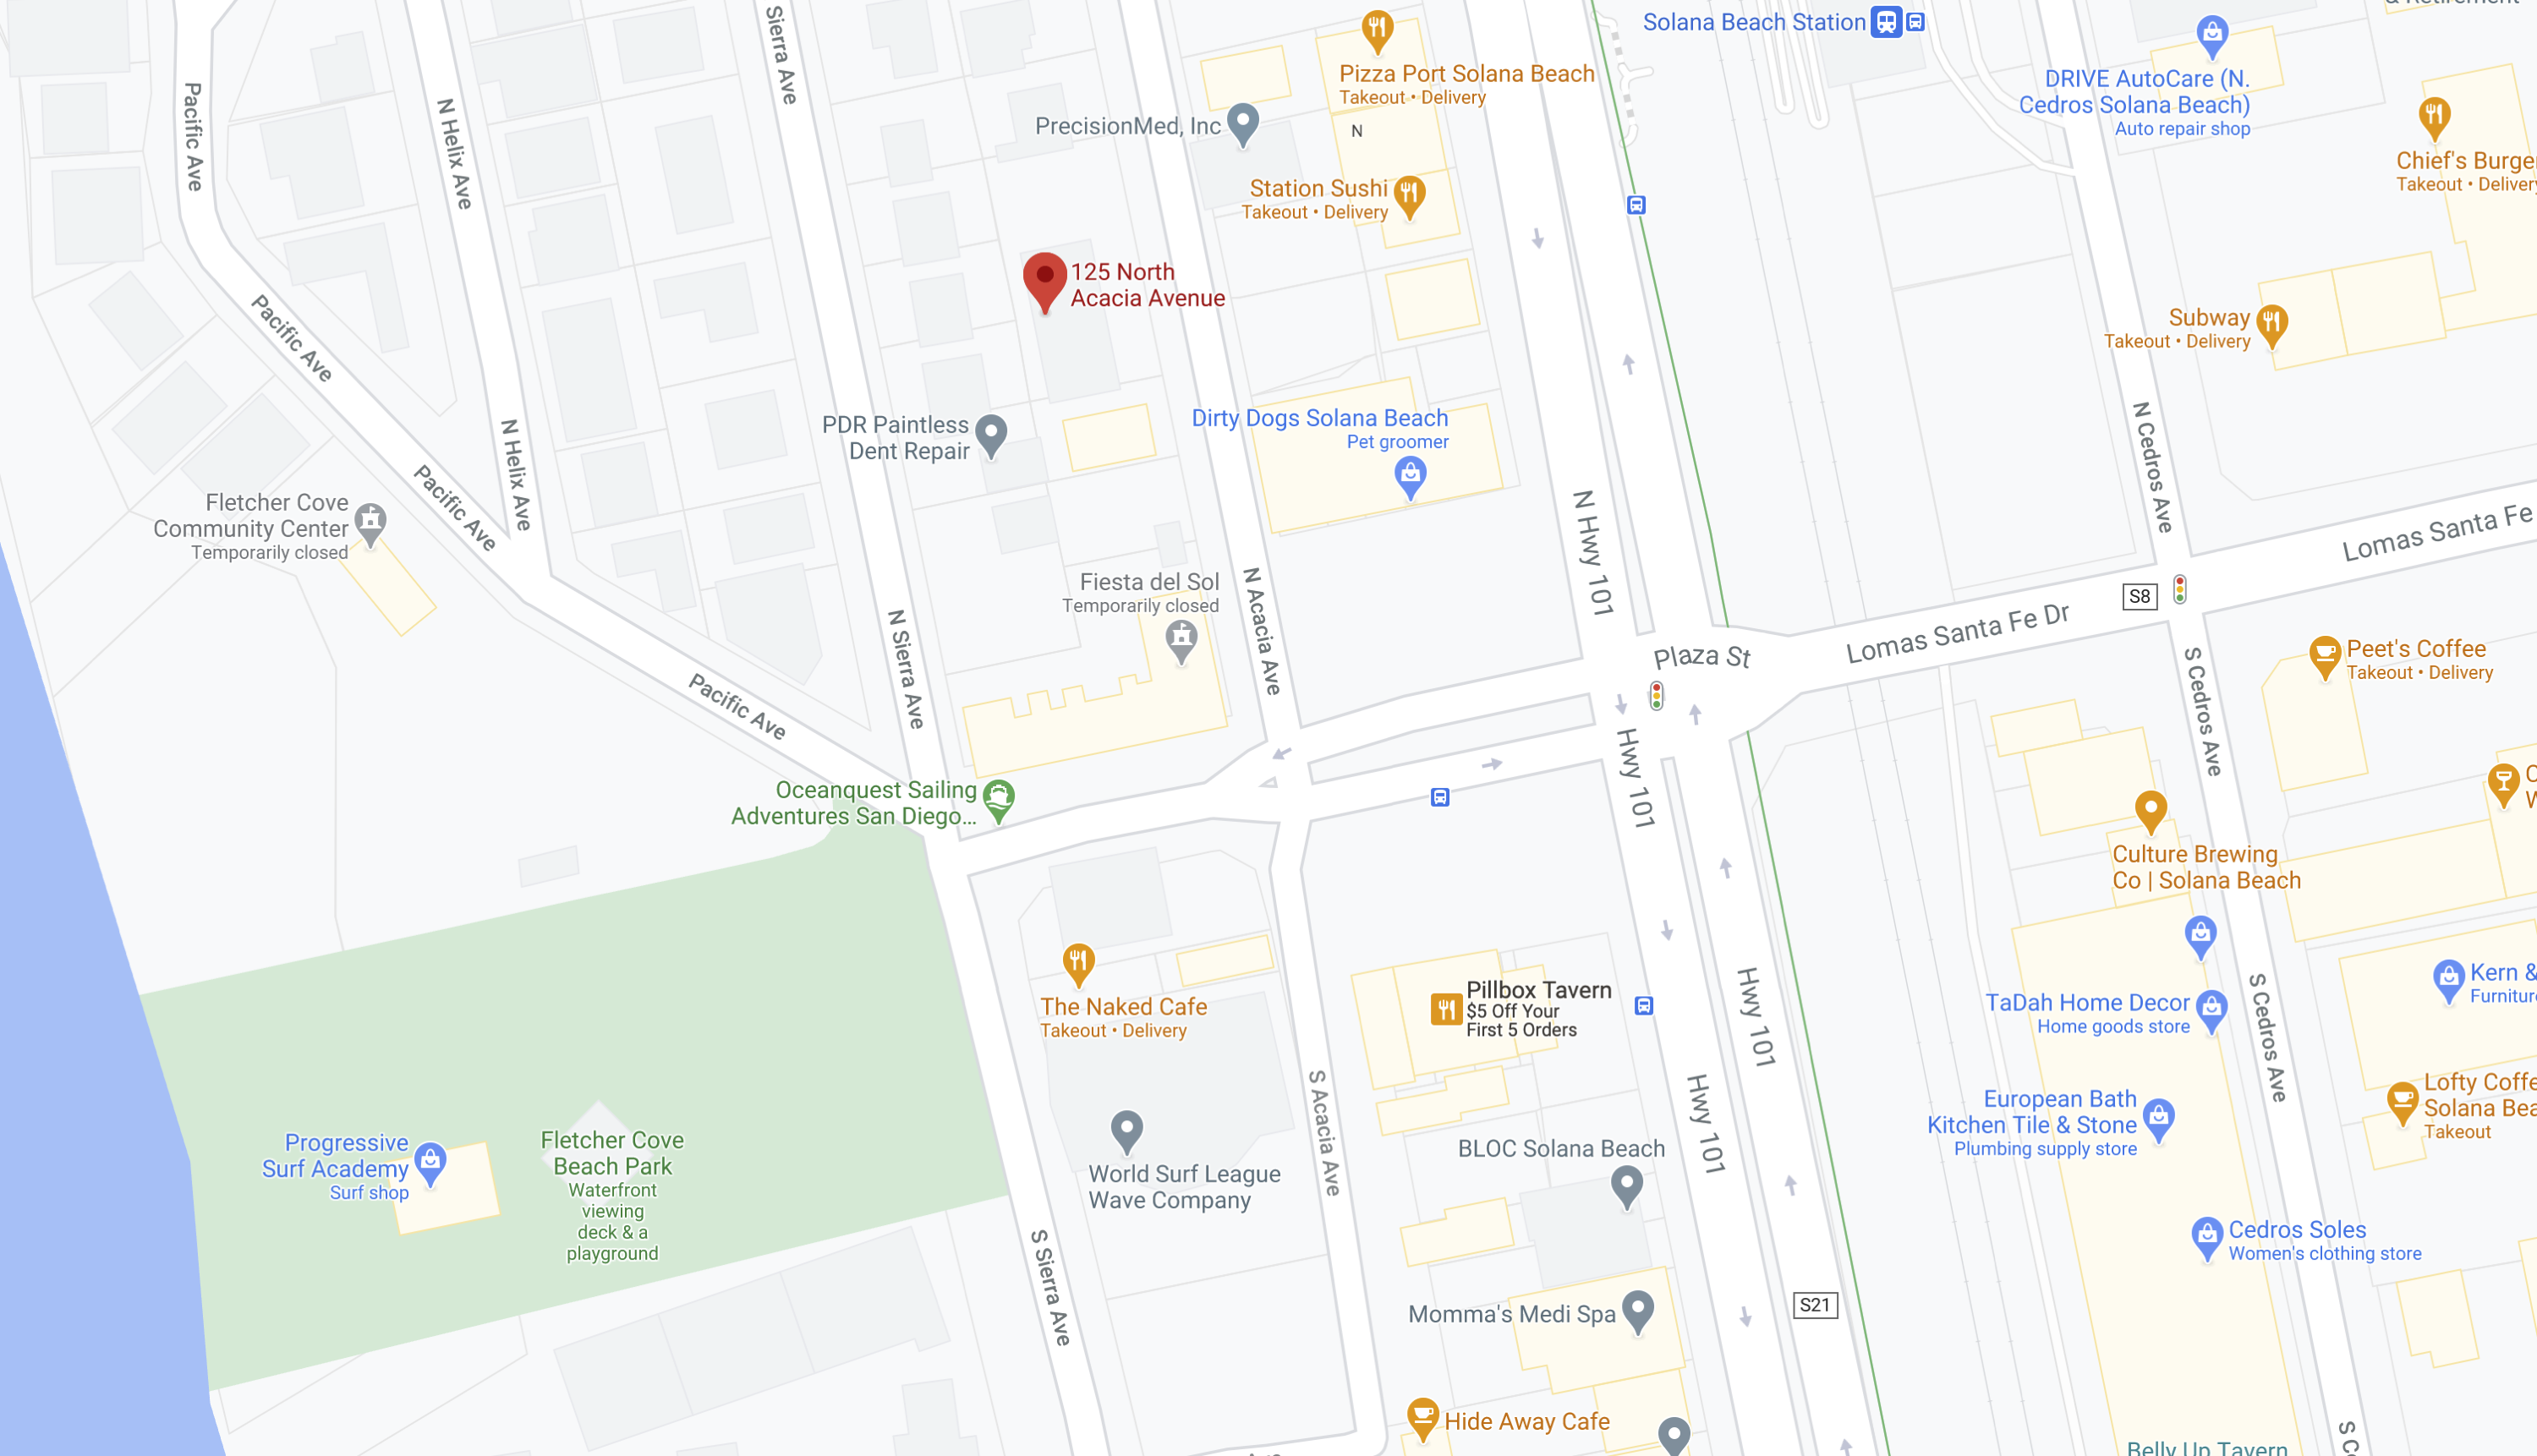 & Retirement
Sierra Ave
Solana Beach Station
Pizza Port Solana Beach
Takeout • Delivery
N
DRIVE AutoCare (N.
Cedros Solana Beach)
Auto repair shop
Pacific Ave
N Helix Ave
PrecisionMed, Inc
Station Sushi
Takeout • Delivery
Chief's Burge
Takeout • Delivery
125 North
Acacia Avenue
Pacific Ave
Subway
Takeout • Delivery
PDR Paintless
Dent Repair
Dirty Dogs Solana Beach
Pet groomer
N Helix Ave
Pacific Ave
N Cedros Ave
Fletcher Cove
Community Center
Temporarily closed
N Hwy 101
Lomas Santa Fe
Fiesta del Sol
Temporarily closed
N Acacia Ave
S8
Lomas Santa Fe Dr
Plaza St
N Sierra Ave
Peet's Coffee
Takeout • Delivery
S Cedros Ave
Pacific Ave
Hwy 101
Oceanquest Sailing
Adventures San Diego...
C
W
Culture Brewing
Co | Solana Beach
The Naked Cafe
Takeout • Delivery
Pillbox Tavern
$5 Off Your
First 5 Orders
Hwy 101
TaDah Home Decor
Home goods store
Kern &
Furniture
S Cedros Ave
S Acacia Ave
Hwy 101
European Bath
Kitchen Tile & Stone
Plumbing supply store
Lofty Coffe
Solana Bea
Takeout
Progressive
Surf Academy
Surf shop
Fletcher Cove
Beach Park
Waterfront
viewing
deck & a
playground
World Surf League
Wave Company
BLOC Solana Beach
S Sierra Ave
Cedros Soles
Women's clothing store
Momma's Medi Spa
S21
Hide Away Cafe
S C
Belly Up Tavern